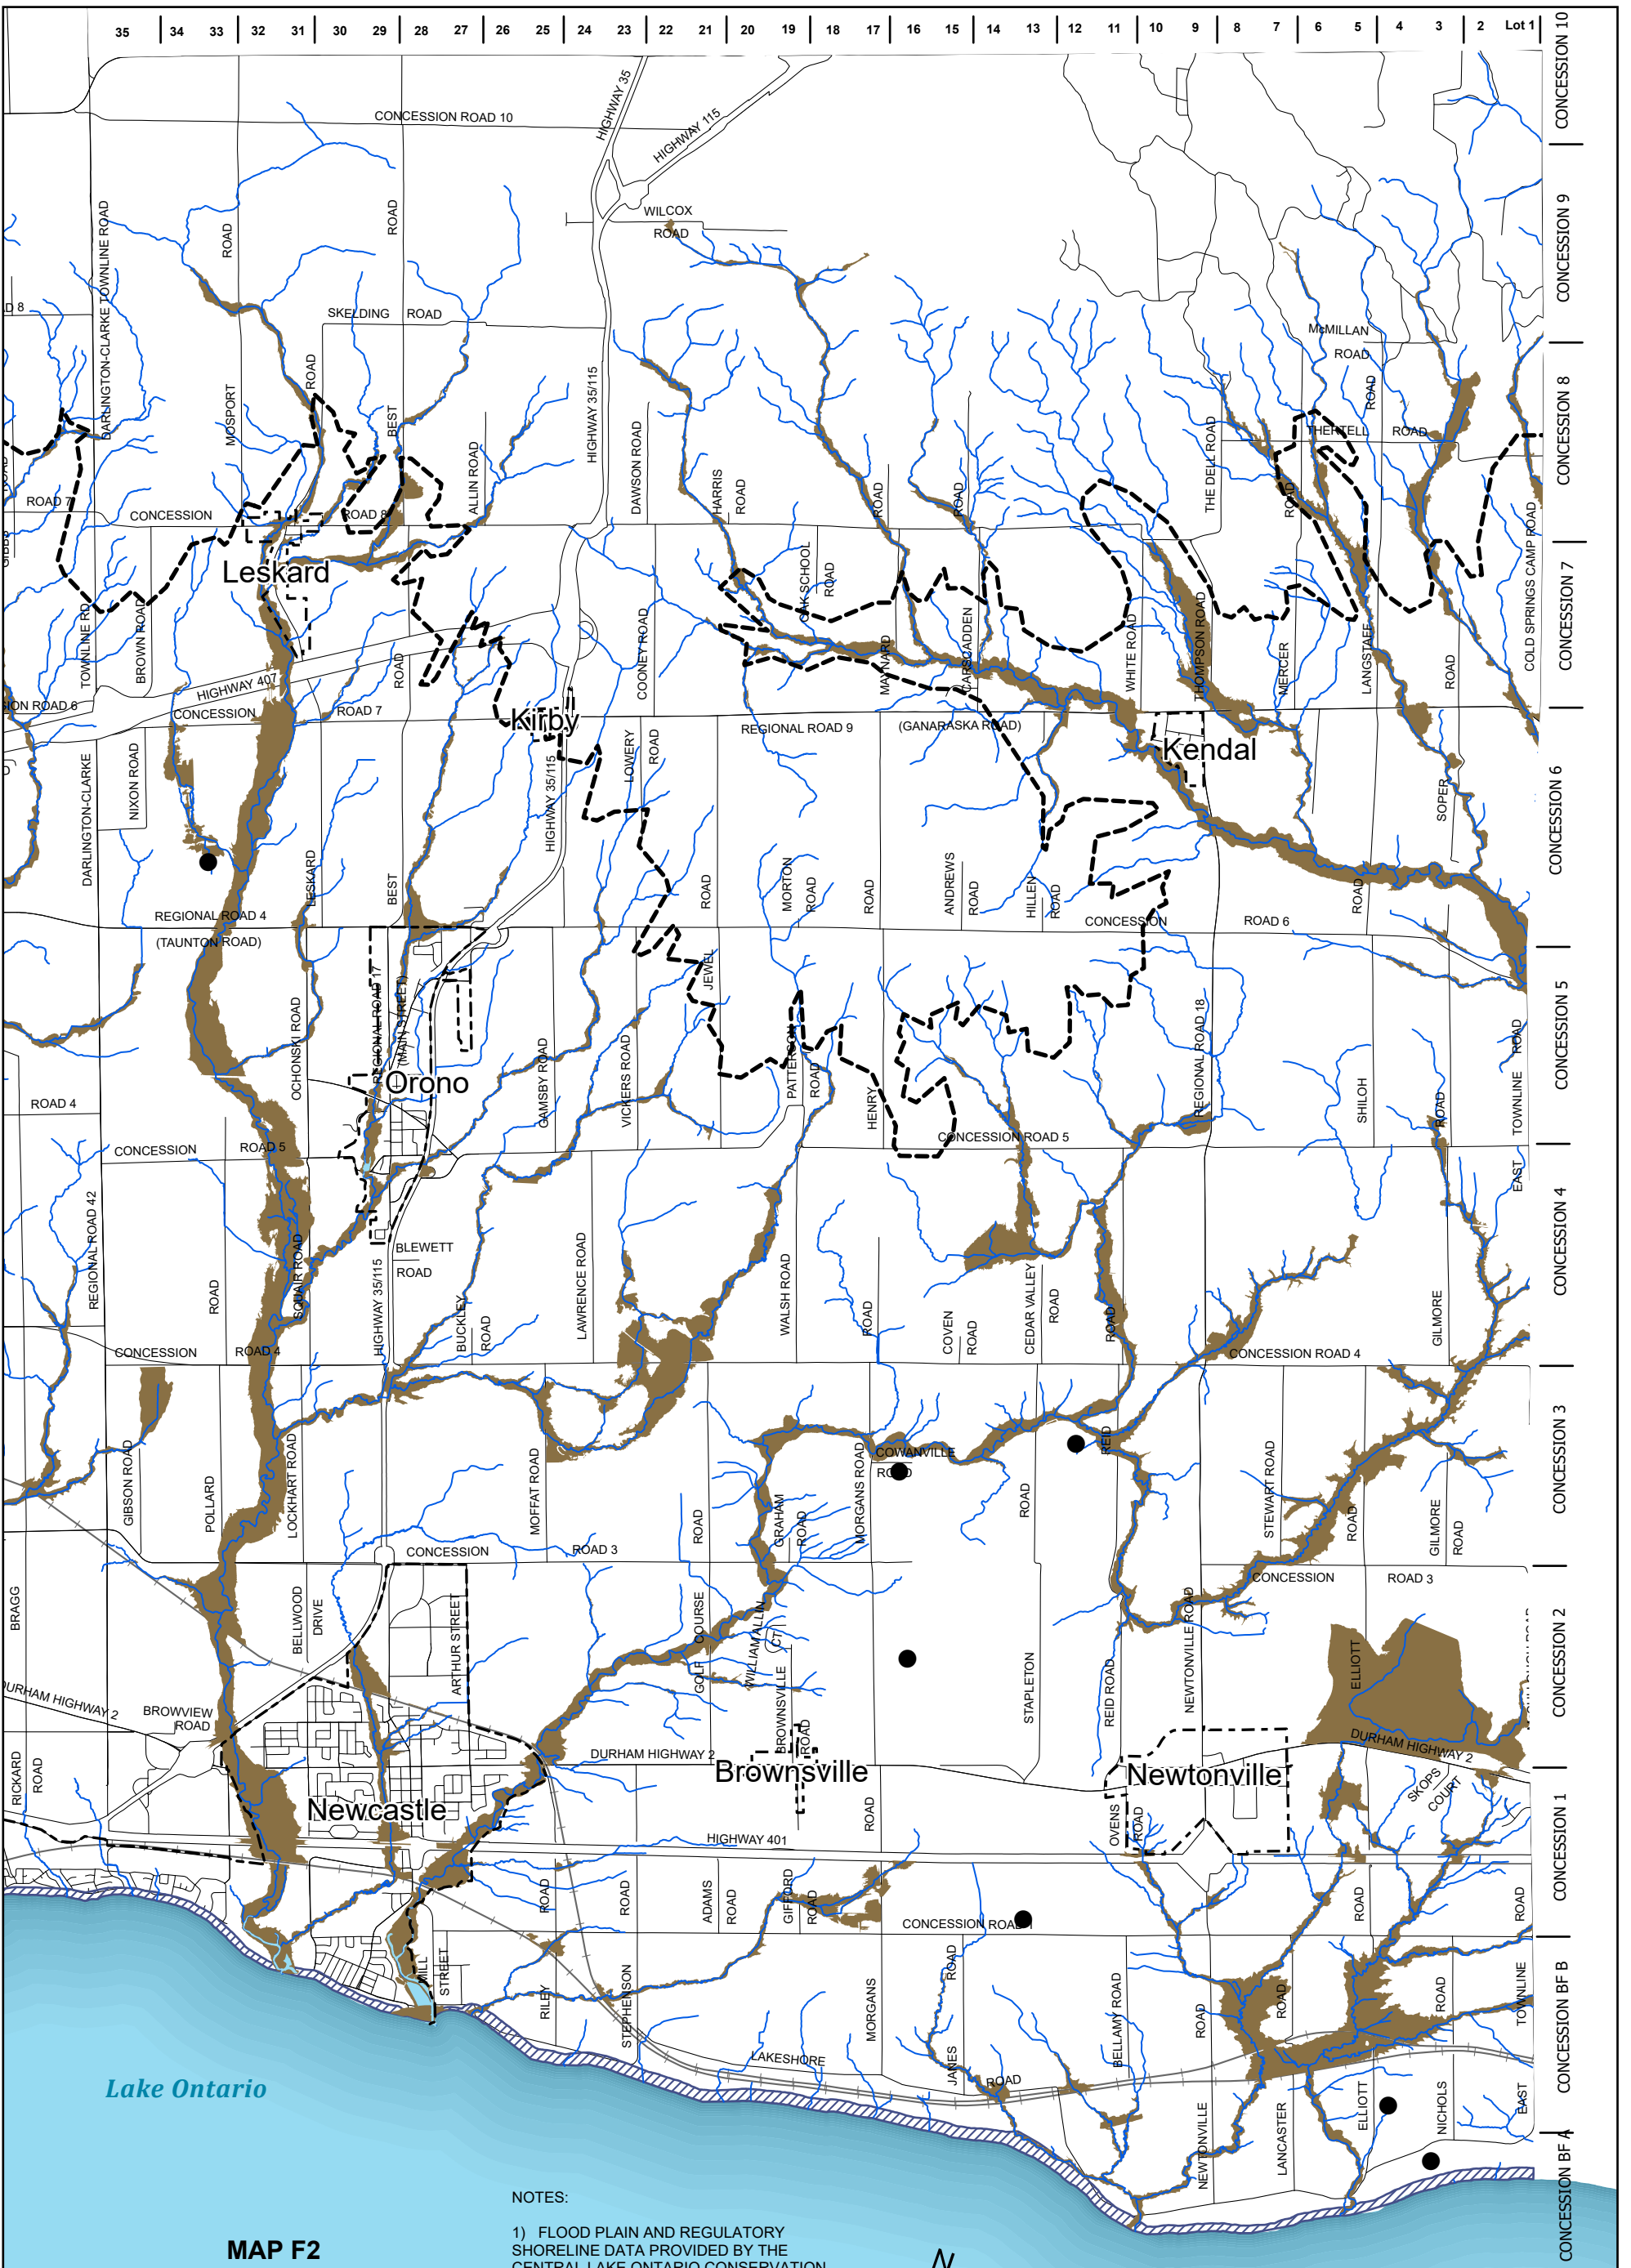 35 34 33 32 31 30 29 28 27 26 25 24 23 22 21 20 19 18 17 16 15 14 13 12 11 10 9 8 7 6 5 4 3 2 Lot 1
CONCESSION 10
CONCESSION 9
CONCESSION 8
CONCESSION 7
CONCESSION 6
CONCESSION 5
CONCESSION 4
CONCESSION 3
CONCESSION 2
CONCESSION 1
CONCESSION BF B
CONCESSION BF A
HIGHWAY 35
CONCESSION ROAD 10
HIGHWAY 115
WILCOX
ROAD
DARLINGTON-CLARKE TOWNLINE ROAD
ROAD
ROAD
SKELDING ROAD
McMILLAN
ROAD
MOSPORT
ROAD
BEST
HIGHWAY 35/115
ROAD
THERTELL ROAD
ALLIN ROAD
DAWSON ROAD
HARRIS
ROAD
ROAD
ROAD
THE DELL ROAD
ROAD
ROAD 7
CONCESSION
ROAD 8
COLD SPRINGS CAMP ROAD
Leskard
OAK SCHOOL
ROAD
TOWNLINE RD
BROWN ROAD
ROAD
COONEY ROAD
MAYNARD
CARSCADDEN
WHITE ROAD
THOMPSON ROAD
MERCER
LANGSTAFF
ROAD
HIGHWAY 407
CONCESSION
ROAD 7
Kirby
REGIONAL ROAD 9
(GANARASKA ROAD)
Kendal
NIXON ROAD
DARLINGTON-CLARKE
HIGHWAY 35/115
LOWERY
ROAD
SOPER
LESKARD
BEST
ROAD
MORTON
ROAD
ROAD
ANDREWS
ROAD
HILLEN
ROAD
ROAD
REGIONAL ROAD 4
(TAUNTON ROAD)
CONCESSION
ROAD 6
JEWEL
OCHONSKI ROAD
REGIONAL ROAD 17
(MAIN STREET)
Orono
GAMSBY ROAD
VICKERS ROAD
PATTERSON
ROAD
HENRY
REGIONAL ROAD 18
SHILOH
ROAD
TOWNLINE ROAD
ROAD 4
CONCESSION
ROAD 5
CONCESSION ROAD 5
EAST
REGIONAL ROAD 42
ROAD
SQUAIR ROAD
BLEWETT
ROAD
HIGHWAY 35/115
BUCKLEY
ROAD
LAWRENCE ROAD
WALSH ROAD
ROAD
COVEN
ROAD
CEDAR VALLEY
ROAD
ROAD
GILMORE
CONCESSION
ROAD 4
CONCESSION ROAD 4
GIBSON ROAD
POLLARD
LOCKHART ROAD
MOFFAT ROAD
ROAD
GRAHAM
ROAD
MORGANS ROAD
COWANVILLE
ROAD
REID
STEWART ROAD
ROAD
GILMORE
ROAD
CONCESSION
ROAD 3
CONCESSION
ROAD 3
BRAGG
BELLWOOD
DRIVE
ARTHUR STREET
GOLF COURSE
WILLIAM ALLIN
CT
BROWNSVILLE
ROAD
STAPLETON
ROAD
REID ROAD
NEWTONVILLE ROAD
ELLIOTT
DURHAM HIGHWAY 2
BROWVIEW
ROAD
RICKARD
ROAD
DURHAM HIGHWAY 2
DURHAM HIGHWAY 2
Brownsville
Newtonville
Newcastle
SKOPS
COURT
OVENS
ROAD
ROAD
HIGHWAY 401
ROAD
ROAD
ADAMS
ROAD
GIFFORD
ROAD
CONCESSION ROAD 1
ROAD
ROAD
MILL
STREET
RILEY
STEPHENSON
MORGANS
JANES
ROAD
BELLAMY ROAD
ROAD
ROAD
ROAD
TOWNLINE
LAKESHORE
ROAD
NEWTONVILLE
LANCASTER
ELLIOTT
NICHOLS
EAST
Lake Ontario
MAP F2
NOTES:
1) FLOOD PLAIN AND REGULATORY
SHORELINE DATA PROVIDED BY THE
CENTRAL LAKE ONTARIO CONSERVATION
N